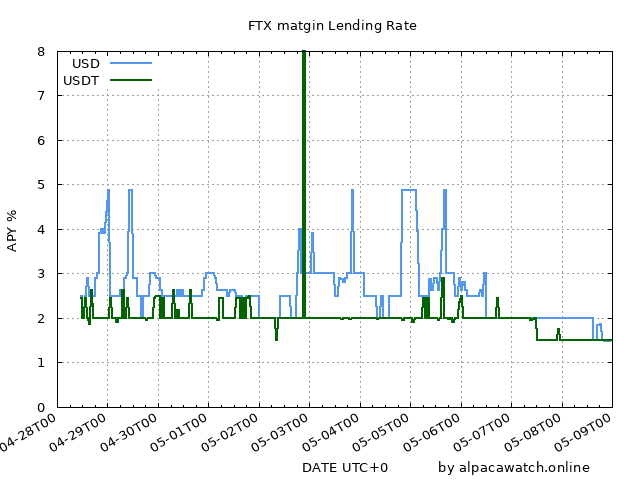 FTX matgin Lending Rate
USD
USDT
8
7
6
5
4
3
2
1
0
APY %
04-28T00
04-29T00
04-30T00
05-01T00
05-02T00
05-03T00
05-04T00
05-05T00
05-06T00
05-07T00
05-08T00
05-09T00
DATE UTC+0
by alpacawatch.online